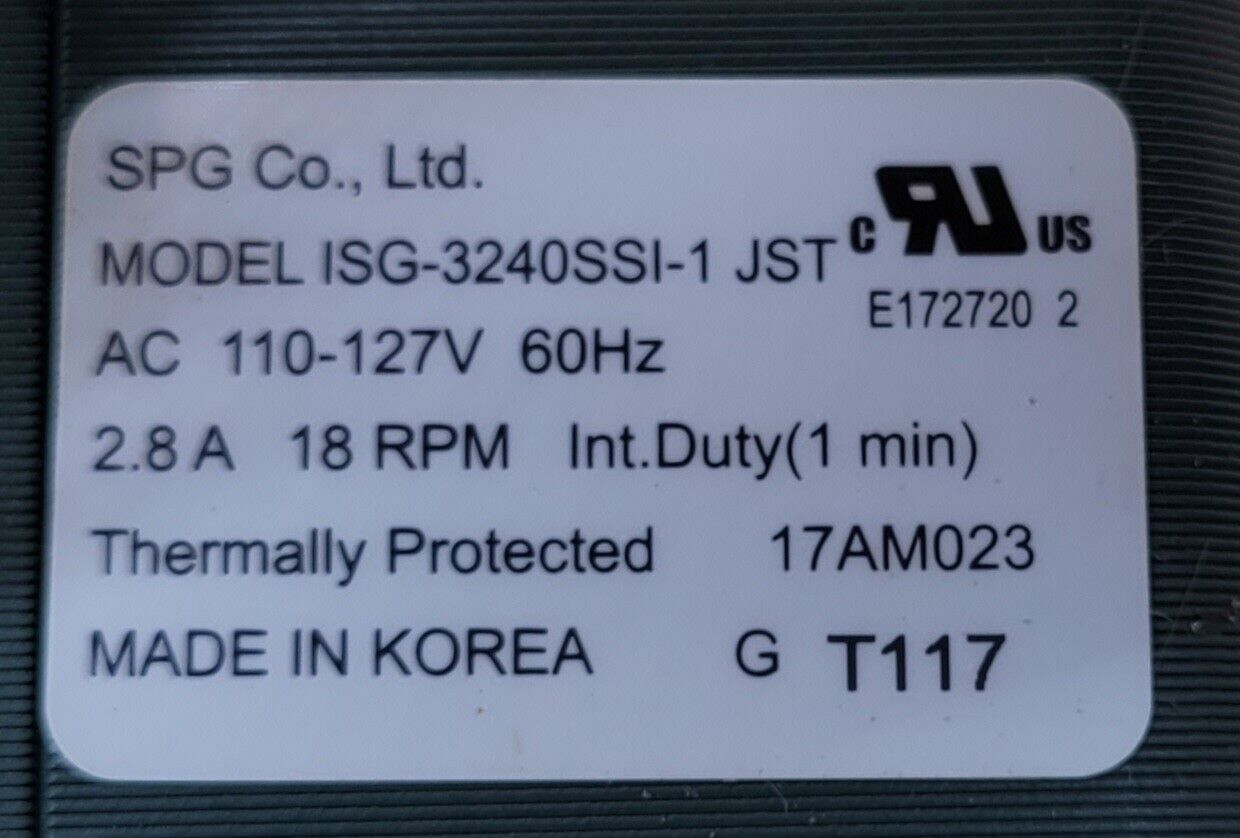 SPG Co., Ltd.
MODEL ISG-3240SSI-1 JST
c RU US
E172720 2
AC 110-127V 60Hz
2.8 A 18 RPM Int.Duty(1 min)
Thermally Protected 17AM023
MADE IN KOREA G T117